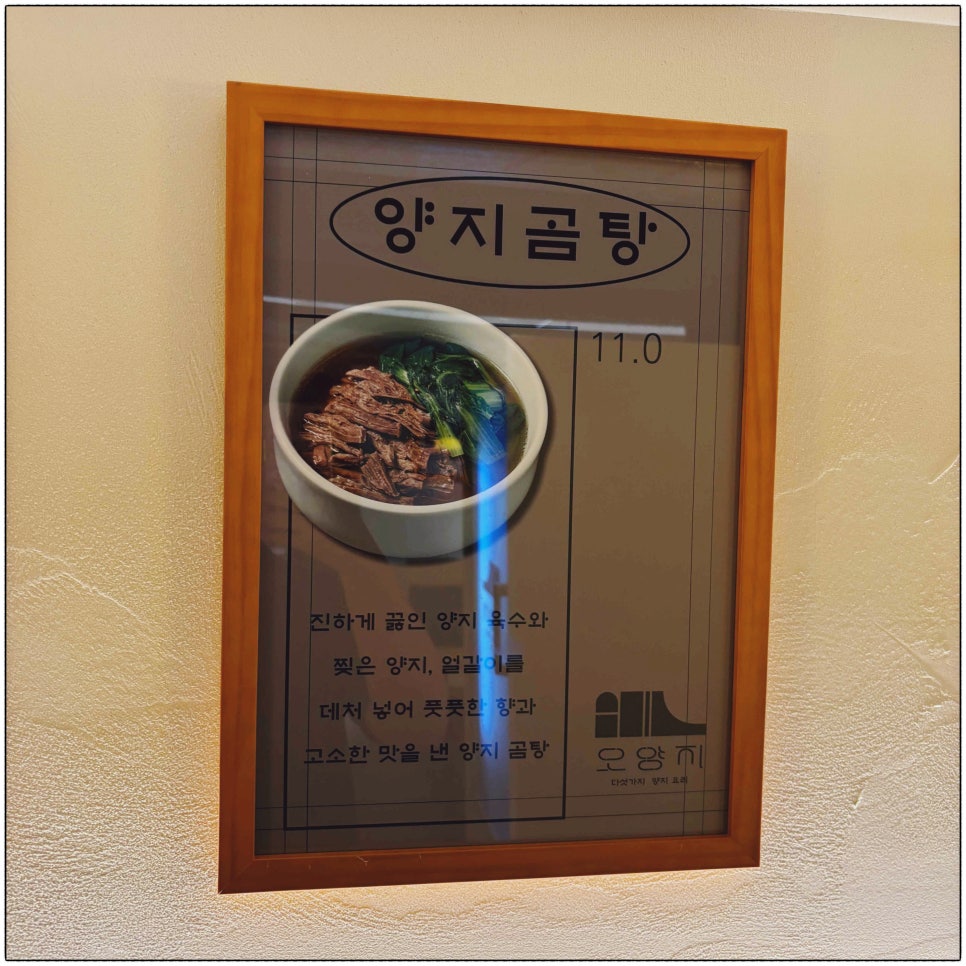 양지곰탕
11.0
진하게 끓인 양지 육수와
찢은 양지, 얼갈이를
데처 넣어 풋풋한 향과
고소한 맛을 낸 양지 곰탕
오양지
다섯가지 양지 요리